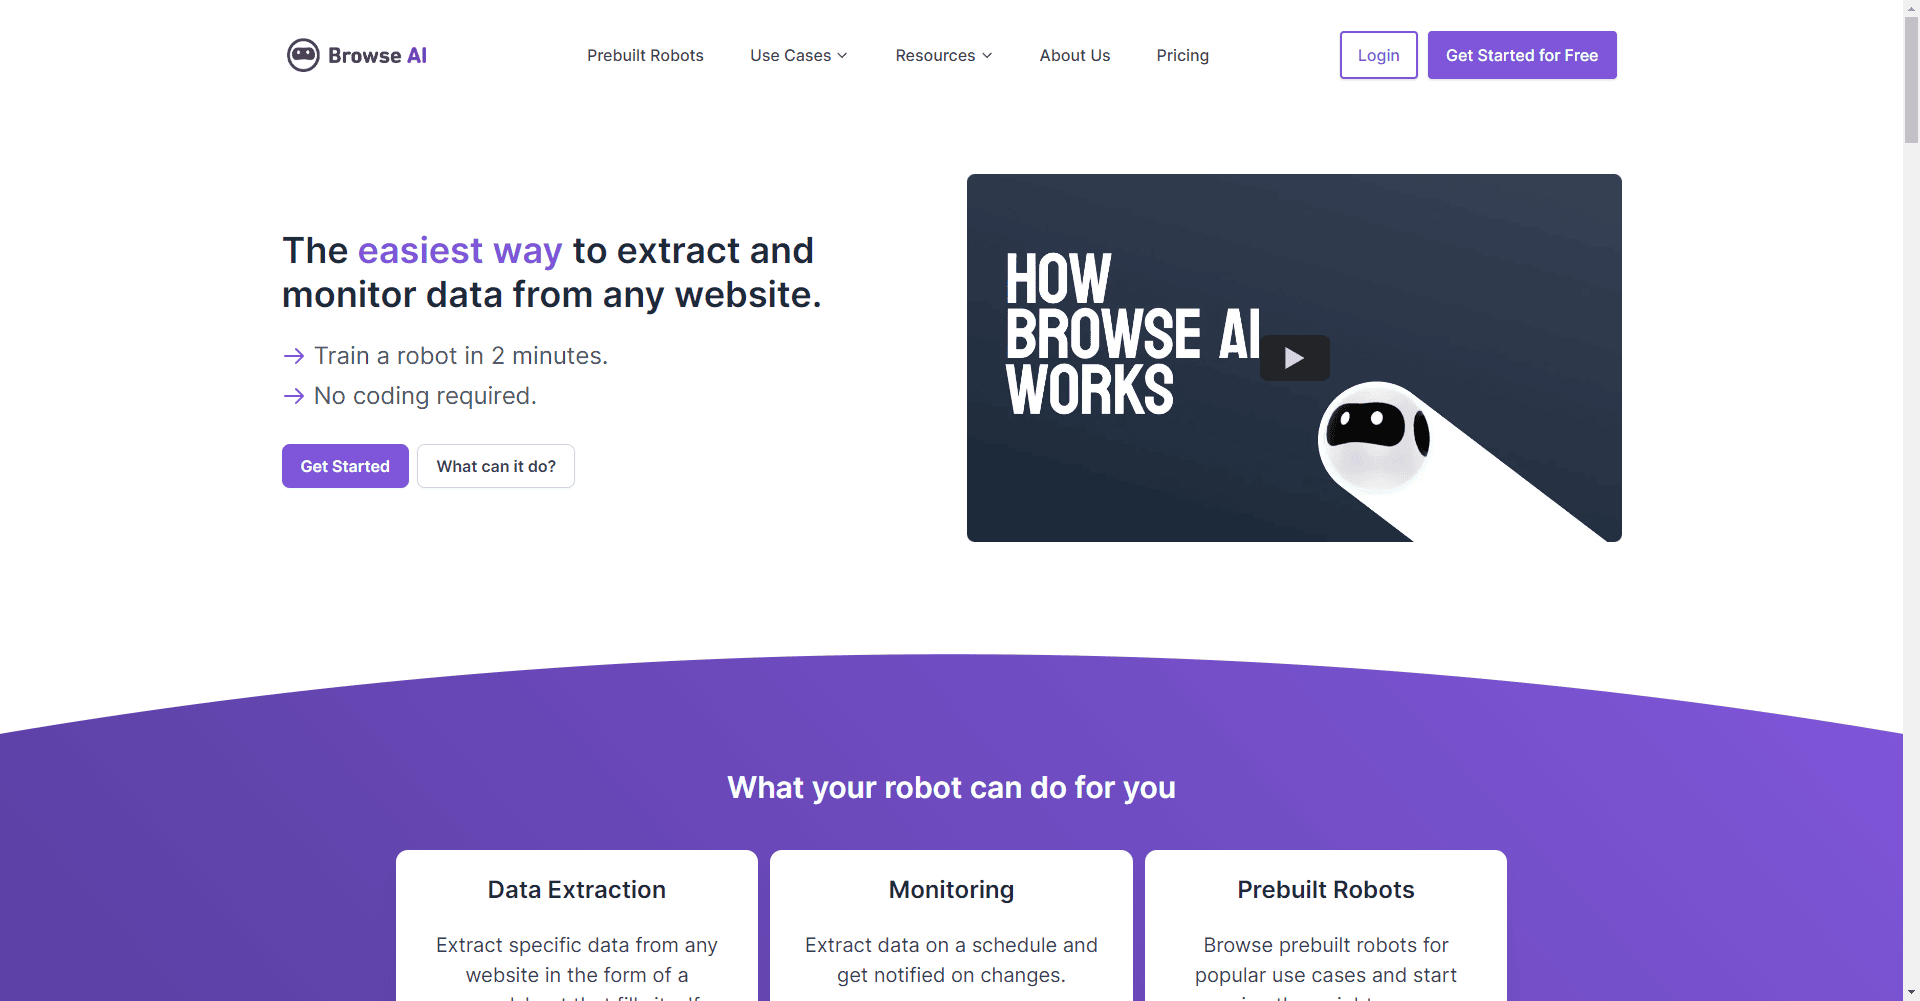 Browse AI
Prebuilt Robots
Use Cases
Resources
About Us
Pricing
Login
Get Started for Free
The easiest way to extract and
monitor data from any website.
→ Train a robot in 2 minutes.
→ No coding required.
Get Started
What can it do?
HOW
BROWSE AI
WORKS
What your robot can do for you
Data Extraction
Extract specific data from any
website in the form of a
Monitoring
Extract data on a schedule and
get notified on changes.
Prebuilt Robots
Browse prebuilt robots for
popular use cases and start